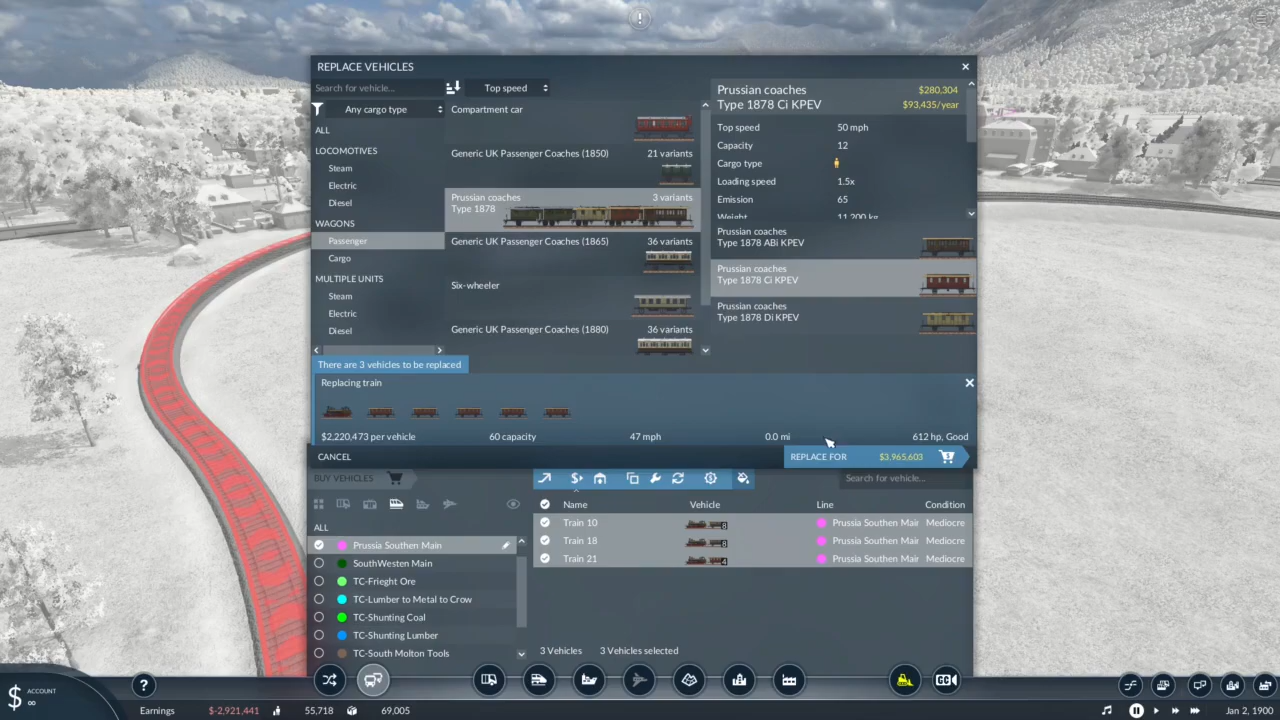 REPLACE VEHICLES
Search for vehicle...
Top speed
Any cargo type
ALL
LOCOMOTIVES
Steam
Electric
Diesel
WAGONS
Passenger
Cargo
MULTIPLE UNITS
Steam
Electric
Diesel
Compartment car
Generic UK Passenger Coaches (1850) 21 variants
Prussian coaches 3 variants
Type 1878
Generic UK Passenger Coaches (1865) 36 variants
Six-wheeler
Generic UK Passenger Coaches (1880) 36 variants
Prussian coaches $280,304
Type 1878 Ci KPEV $93,435/year
Top speed 50 mph
Capacity 12
Cargo type
Loading speed 1.5x
Emission 65
Weight 11,200 kg
Prussian coaches
Type 1878 ABi KPEV
Prussian coaches
Type 1878 Ci KPEV
Prussian coaches
Type 1878 Di KPEV
There are 3 vehicles to be replaced
Replacing train
$2,220,473 per vehicle 60 capacity 47 mph 0.0 mi 612 hp, Good
CANCEL
REPLACE FOR $3,965,603
BUY VEHICLES
Search for vehicle...
ALL
Prussia Southen Main
SouthWesten Main
TC-Frieght Ore
TC-Lumber to Metal to Crow
TC-Shunting Coal
TC-Shunting Lumber
TC-South Molton Tools
Name Vehicle Line Condition
Train 10 8 Prussia Southen Mair Mediocre
Train 18 8 Prussia Southen Mair Mediocre
Train 21 4 Prussia Southen Mair Mediocre
3 Vehicles 3 Vehicles selected
$ ACCOUNT
∞
?
Earnings $-2,921,441 55,718 69,005
Jan 2, 1900